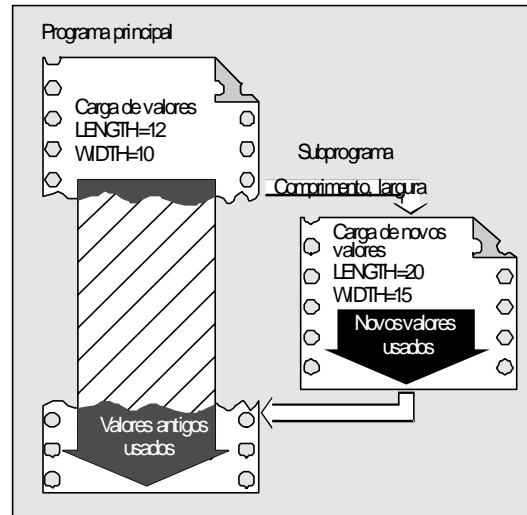 Programa principal
Carga de valores
LENGTH=12
WIDTH=10
Subprograma
Comprimento, largura
Carga de novos
valores
LENGTH=20
WIDTH=15
Novos valores
usados
Valores antigos
usados